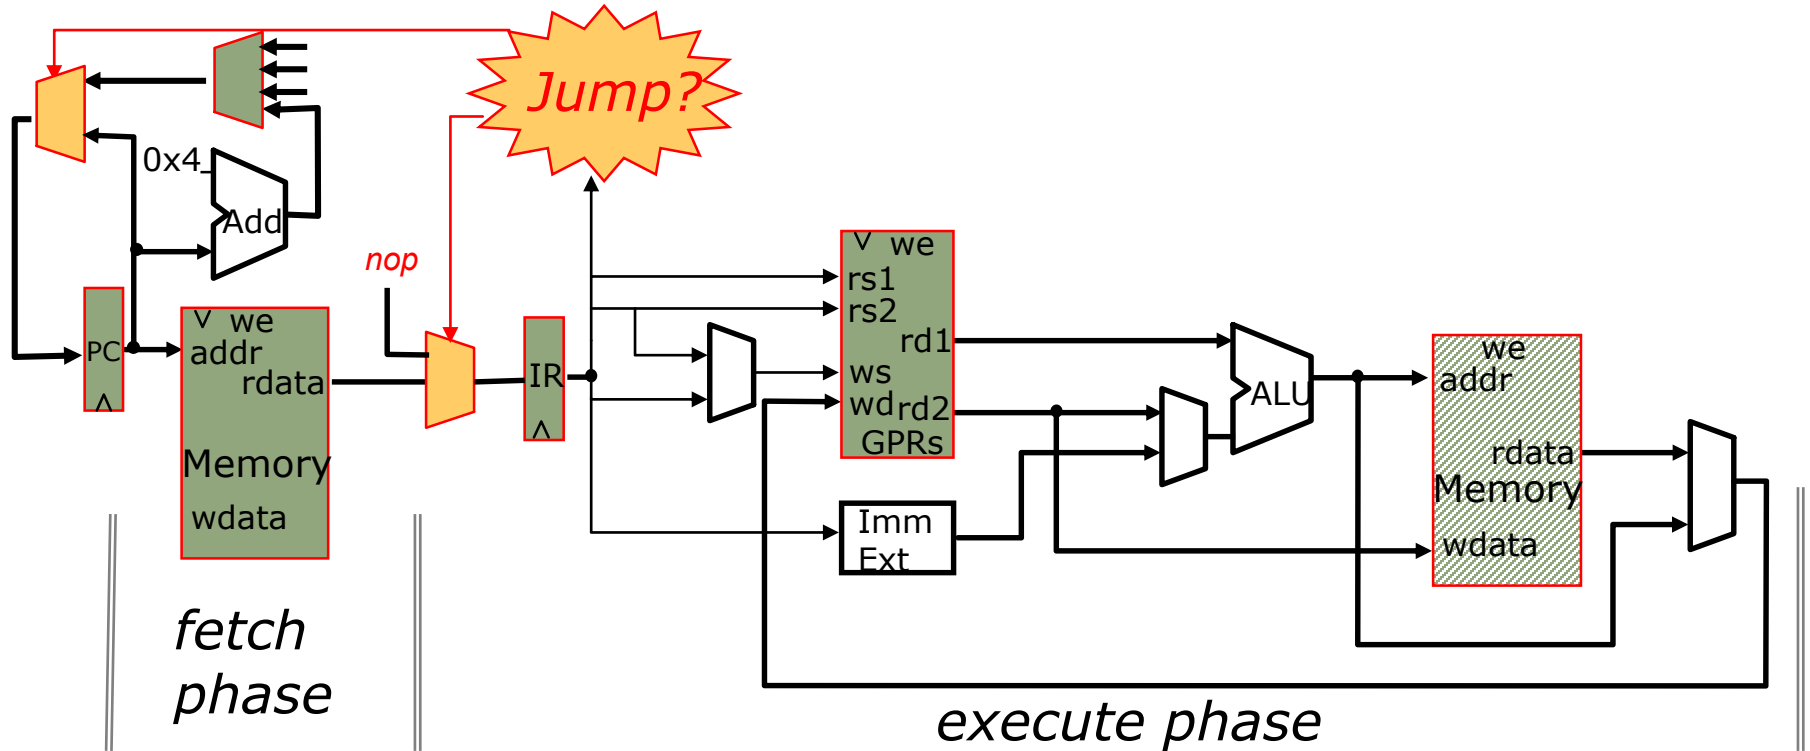 Jump?
0x4
Add
nop
PC
we
addr
rdata
Memory
wdata
IR
we
rs1
rs2
rd1
ws
wd rd2
GPRs
Imm
Ext
ALU
we
addr
rdata
Memory
wdata
fetch
phase
execute phase